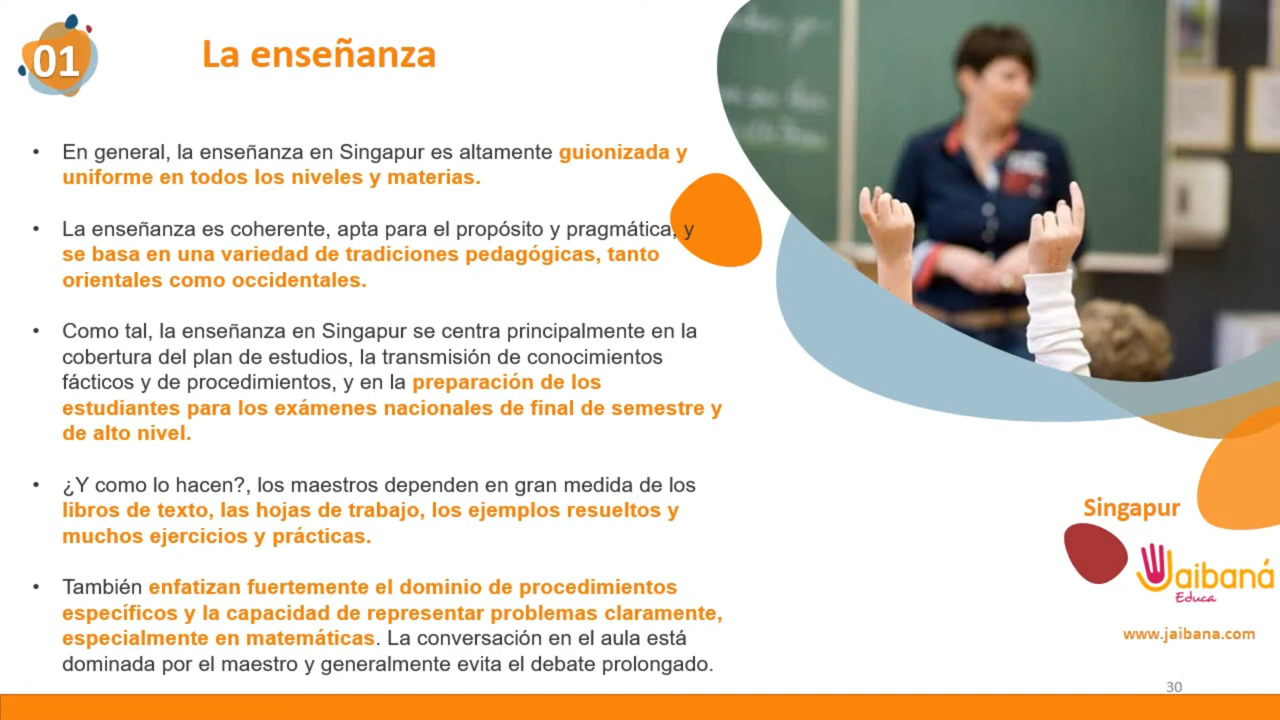 01
La enseñanza
• En general, la enseñanza en Singapur es altamente guionizada y
uniforme en todos los niveles y materias.
• La enseñanza es coherente, apta para el propósito y pragmática, y
se basa en una variedad de tradiciones pedagógicas, tanto
orientales como occidentales.
• Como tal, la enseñanza en Singapur se centra principalmente en la
cobertura del plan de estudios, la transmisión de conocimientos
fácticos y de procedimientos, y en la preparación de los
estudiantes para los exámenes nacionales de final de semestre y
de alto nivel.
• ¿Y como lo hacen?, los maestros dependen en gran medida de los
libros de texto, las hojas de trabajo, los ejemplos resueltos y
muchos ejercicios y prácticas.
• También enfatizan fuertemente el dominio de procedimientos
específicos y la capacidad de representar problemas claramente,
especialmente en matemáticas. La conversación en el aula está
dominada por el maestro y generalmente evita el debate prolongado.
Singapur
Jaibaná
Educa
www.jaibana.com
30